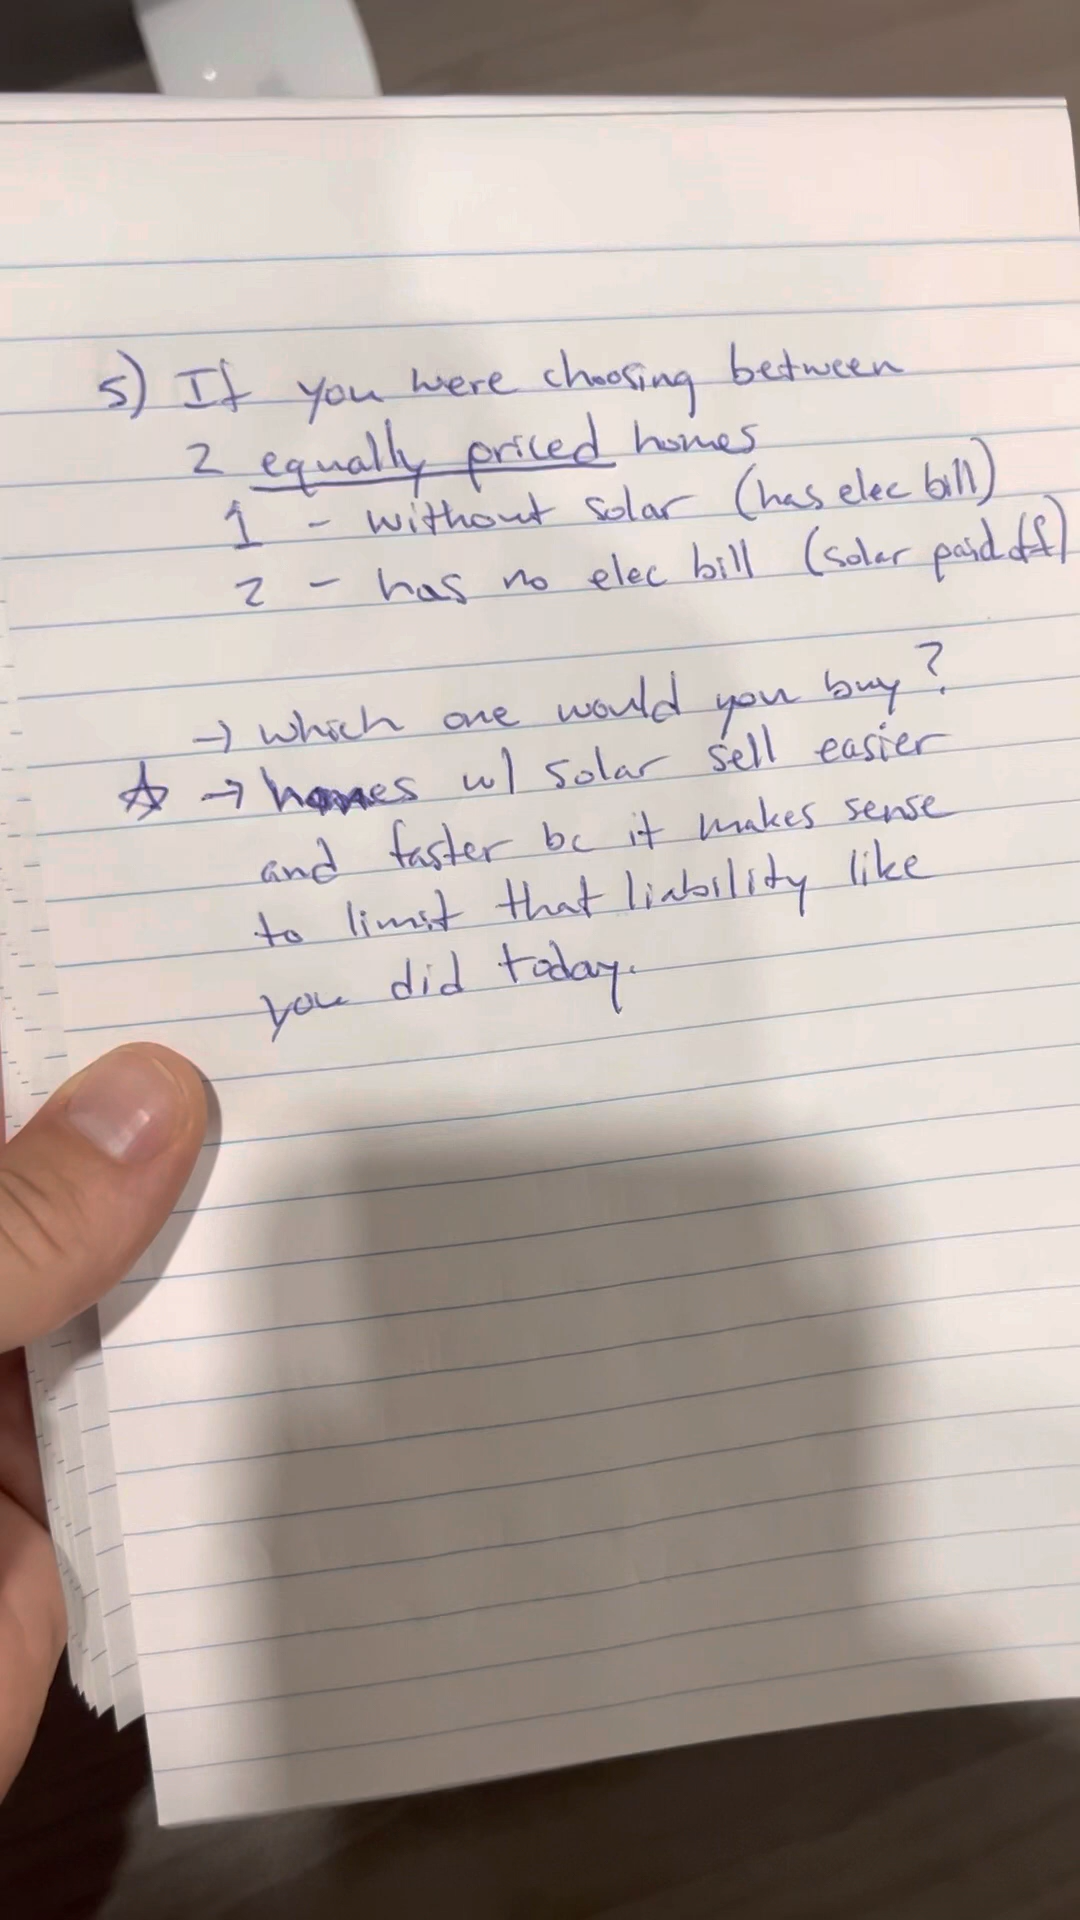 5) If you were choosing between
2 equally priced homes
1 - without solar (has elec bill)
2 - has no elec bill (solar paid off)
→ which one would you buy?
☆ → homes w/ solar sell easier
and faster bc it makes sense
to limit that liability like
you did today.